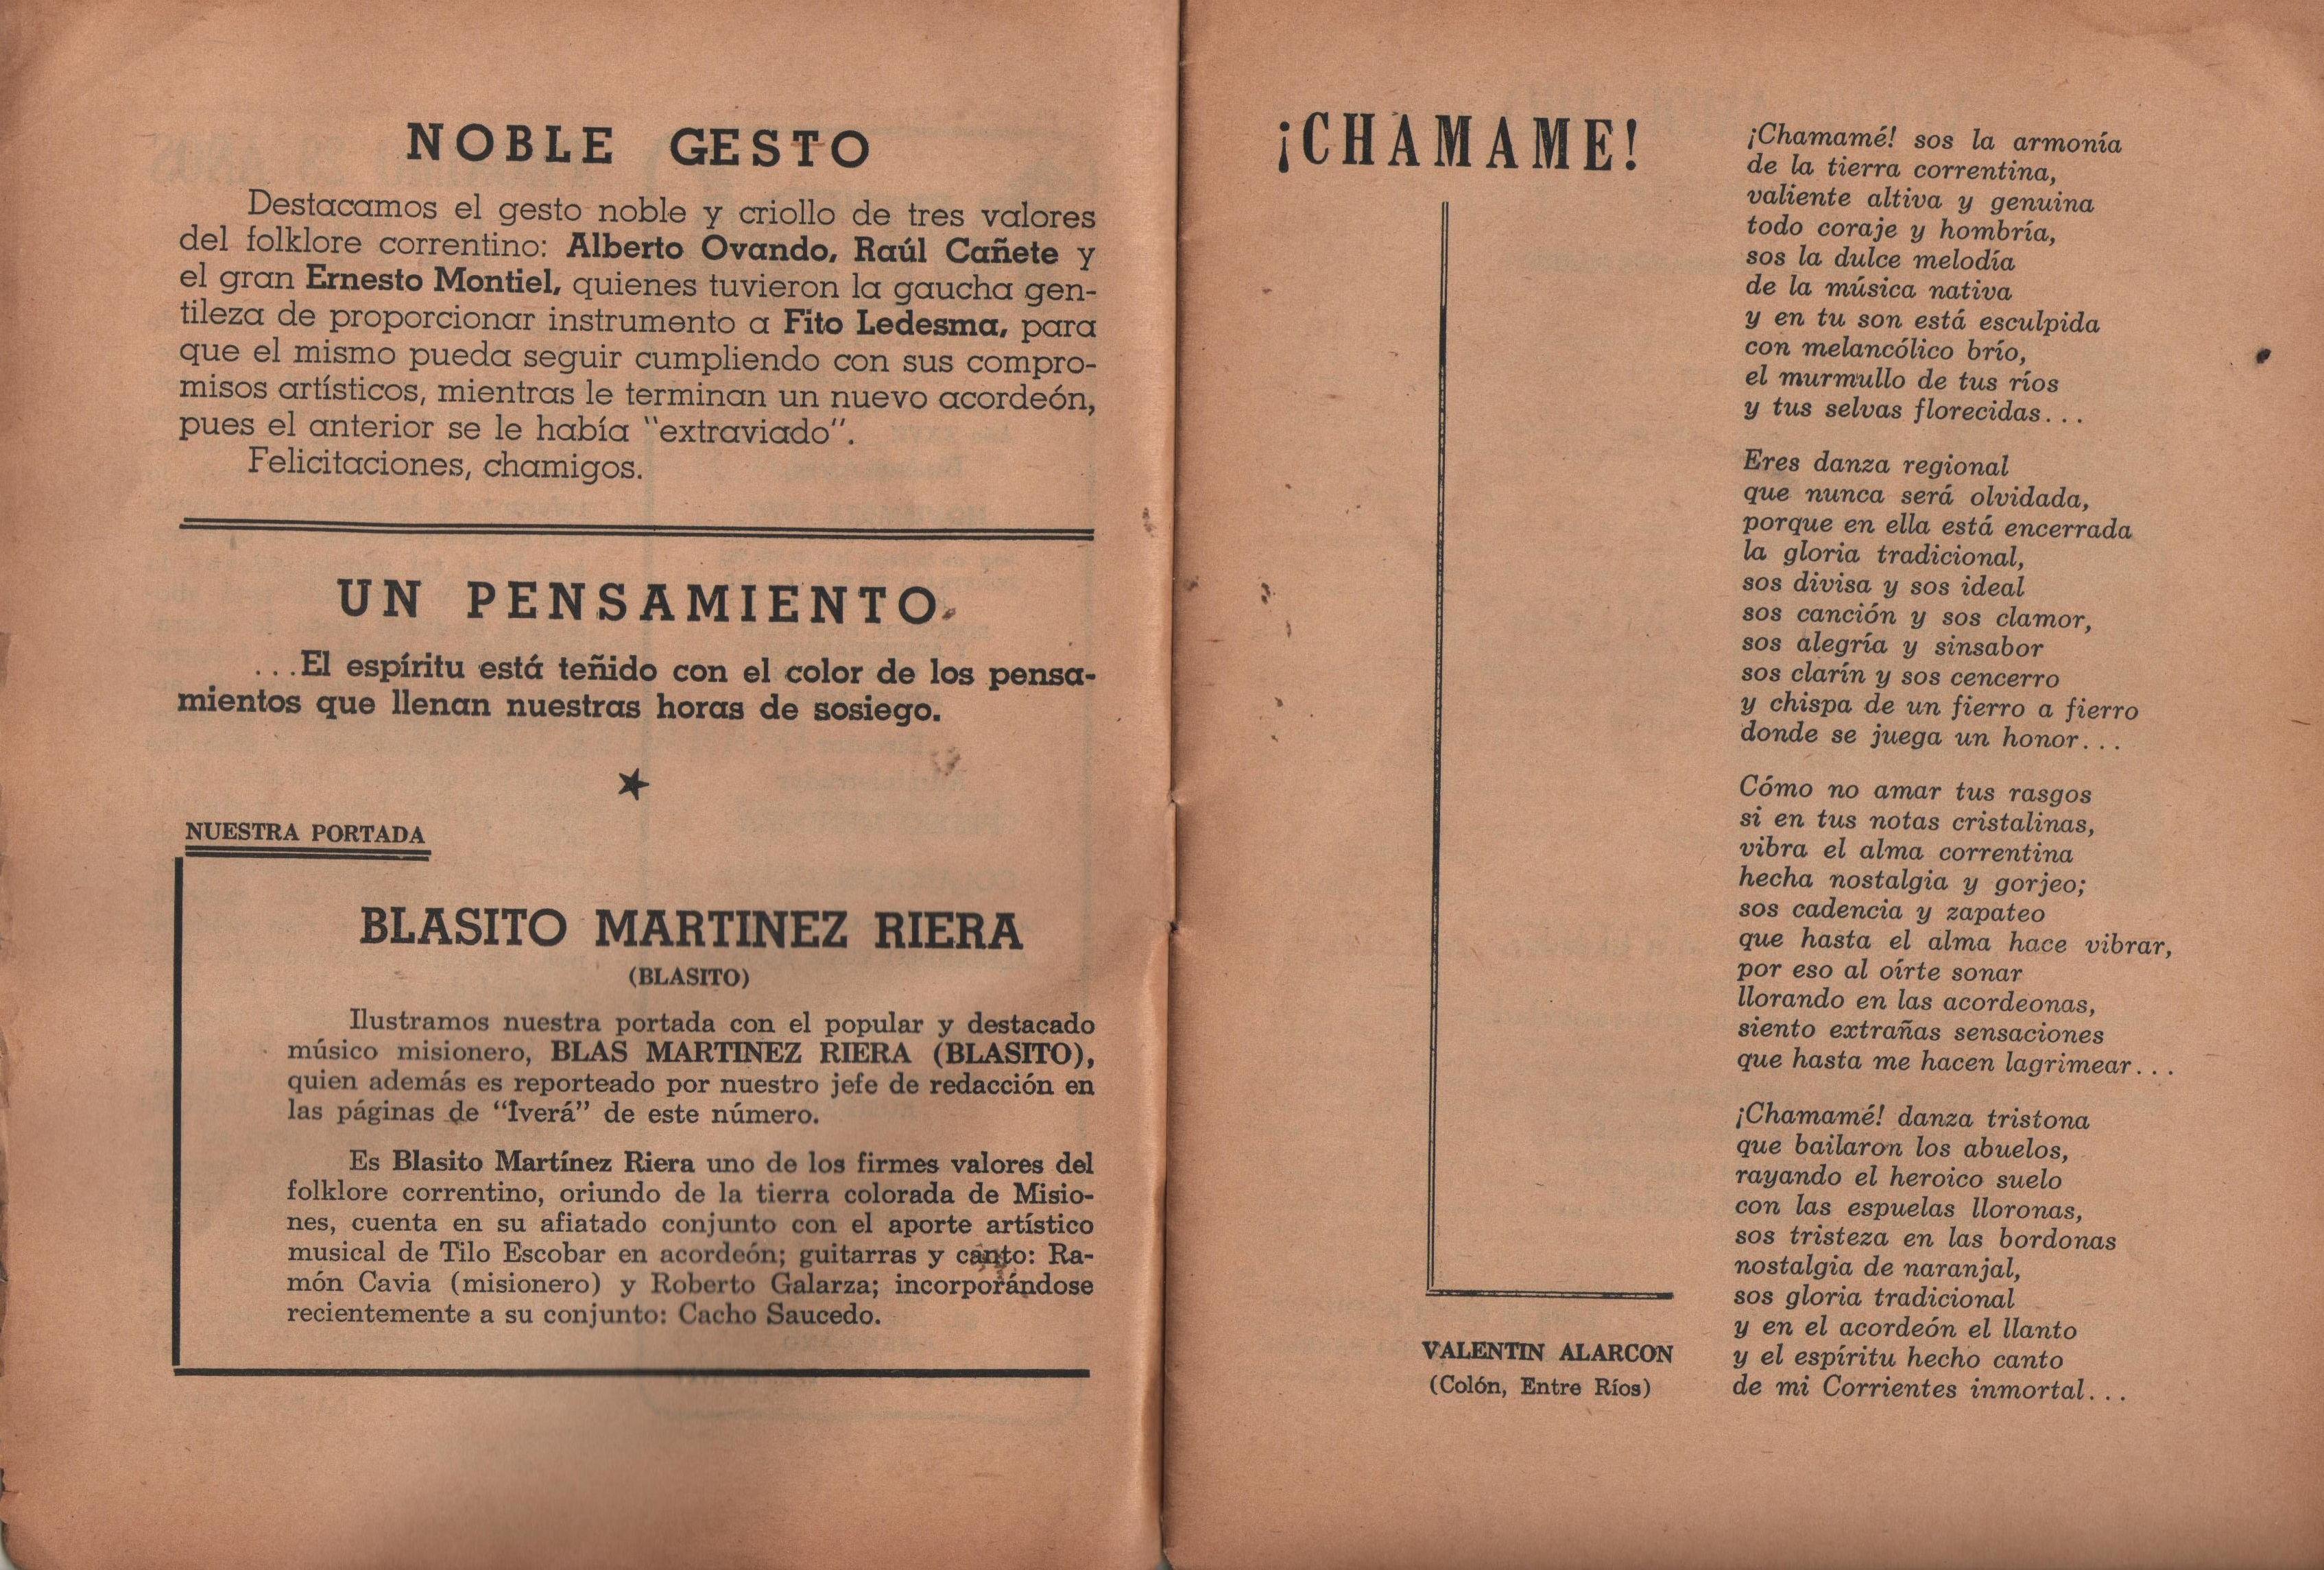 NOBLE GESTO
Destacamos el gesto noble y criollo de tres valores
del folklore correntino: Alberto Ovando, Raúl Cañete y
el gran Ernesto Montiel, quienes tuvieron la gaucha gen-
tileza de proporcionar instrumento a Fito Ledesma, para
que el mismo pueda seguir cumpliendo con sus compro-
misos artísticos, mientras le terminan un nuevo acordeón,
pues el anterior se le había "extraviado".
Felicitaciones, chamigos.
UN PENSAMIENTO
...El espíritu está teñido con el color de los pensa-
mientos que llenan nuestras horas de sosiego.
NUESTRA PORTADA
BLASITO MARTINEZ RIERA
(BLASITO)
Ilustramos nuestra portada con el popular y destacado
músico misionero, BLAS MARTINEZ RIERA (BLASITO),
quien además es reporteado por nuestro jefe de redacción en
las páginas de "Iverá" de este número.
Es Blasito Martínez Riera uno de los firmes valores del
folklore correntino, oriundo de la tierra colorada de Misio-
nes, cuenta en su afiatado conjunto con el aporte artístico
musical de Tilo Escobar en acordeón; guitarras y canto: Ra-
món Cavia (misionero) y Roberto Galarza; incorporándose
recientemente a su conjunto: Cacho Saucedo.
¡CHAMAME!
¡Chamamé! sos la armonía
de la tierra correntina,
valiente altiva y genuina
todo coraje y hombría,
sos la dulce melodía
de la música nativa
y en tu son está esculpida
con melancólico brío,
el murmullo de tus ríos
y tus selvas florecidas...
Eres danza regional
que nunca será olvidada,
porque en ella está encerrada
la gloria tradicional,
sos divisa y sos ideal
sos canción y sos clamor,
sos alegría y sinsabor
sos clarín y sos cencerro
y chispa de un fierro a fierro
donde se juega un honor...
Cómo no amar tus rasgos
si en tus notas cristalinas,
vibra el alma correntina
hecha nostalgia y gorjeo;
sos cadencia y zapateo
que hasta el alma hace vibrar,
por eso al oírte sonar
llorando en las acordeonas,
siento extrañas sensaciones
que hasta me hacen lagrimear...
¡Chamamé! danza tristona
que bailaron los abuelos,
rayando el heroico suelo
con las espuelas lloronas,
sos tristeza en las bordonas
nostalgia de naranjal,
sos gloria tradicional
y en el acordeón el llanto
y el espíritu hecho canto
de mi Corrientes inmortal...
VALENTIN ALARCON
(Colón, Entre Ríos)